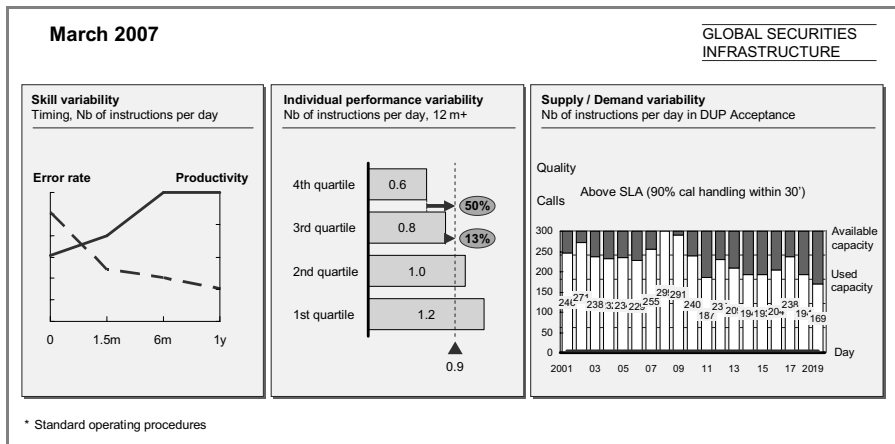 March 2007
GLOBAL SECURITIES
INFRASTRUCTURE
Skill variability
Timing, Nb of instructions per day
Error rate
Productivity
0
1.5m
6m
1y
Individual performance variability
Nb of instructions per day, 12 m+
4th quartile
0.6
50%
3rd quartile
0.8
13%
2nd quartile
1.0
1st quartile
1.2
0.9
Supply / Demand variability
Nb of instructions per day in DUP Acceptance
Quality
Above SLA (90% cal handling within 30')
Calls
300
250
200
150
100
50
0
Available
capacity
Used
capacity
271
238
229
255
291
240
187
238
169
Day
2001 03 05 07 09 11 13 15 17 2019
* Standard operating procedures